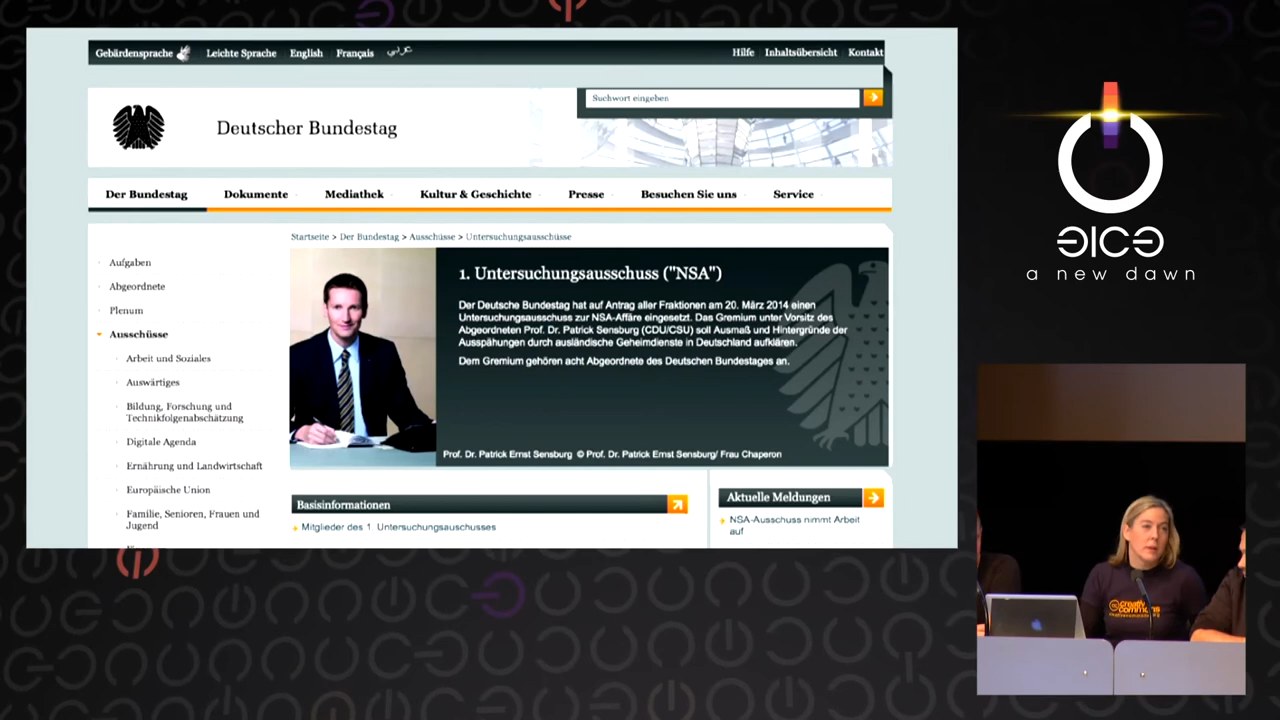 Gebärdensprache
Leichte Sprache
English
Français
عربي
Hilfe
Inhaltsübersicht
Kontakt
Suchwort eingeben
Deutscher Bundestag
Der Bundestag
Dokumente
Mediathek
Kultur & Geschichte
Presse
Besuchen Sie uns
Service
Startseite > Der Bundestag > Ausschüsse > Untersuchungsausschüsse
Aufgaben
Abgeordnete
Plenum
Ausschüsse
Arbeit und Soziales
Auswärtiges
Bildung, Forschung und
Technikfolgenabschätzung
Digitale Agenda
Ernährung und Landwirtschaft
Europäische Union
Familie, Senioren, Frauen und
Jugend
1. Untersuchungsausschuss ("NSA")
Der Deutsche Bundestag hat auf Antrag aller Fraktionen am 20. März 2014 einen
Untersuchungsausschuss zur NSA-Affäre eingesetzt. Das Gremium unter Vorsitz des
Abgeordneten Prof. Dr. Patrick Sensburg (CDU/CSU) soll Ausmaß und Hintergründe der
Ausspähungen durch ausländische Geheimdienste in Deutschland aufklären.
Dem Gremium gehören acht Abgeordnete des Deutschen Bundestages an.
Prof. Dr. Patrick Ernst Sensburg © Prof. Dr. Patrick Ernst Sensburg/ Frau Chaperon
Basisinformationen
Mitglieder des 1. Untersuchungsauschusses
Aktuelle Meldungen
NSA-Ausschuss nimmt Arbeit
auf
a new dawn
creative
commons